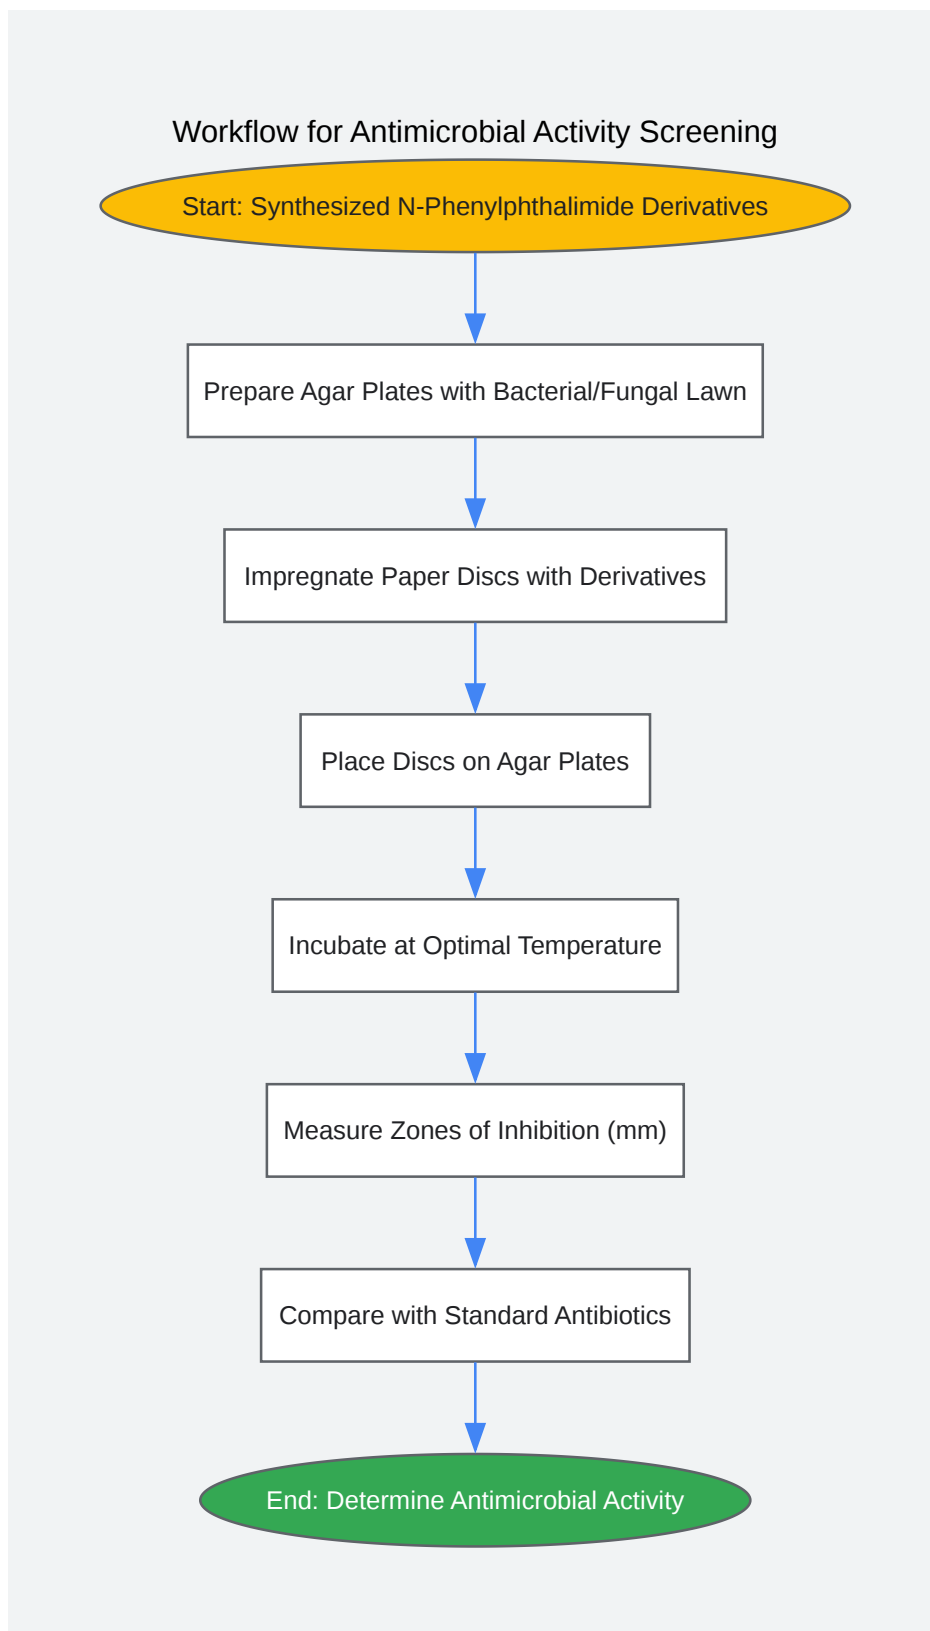 Workflow for Antimicrobial Activity Screening
Start: Synthesized N-Phenylphthalimide Derivatives
Prepare Agar Plates with Bacterial/Fungal Lawn
Impregnate Paper Discs with Derivatives
Place Discs on Agar Plates
Incubate at Optimal Temperature
Measure Zones of Inhibition (mm)
Compare with Standard Antibiotics
End: Determine Antimicrobial Activity